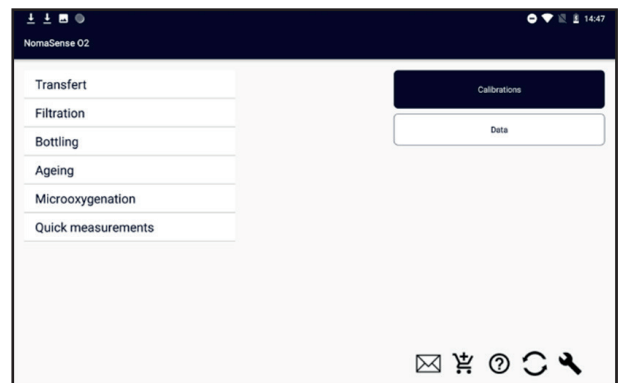 14:47
NomaSense O2
Transfert
Filtration
Bottling
Ageing
Microoxygenation
Quick measurements
Calibrations
Data